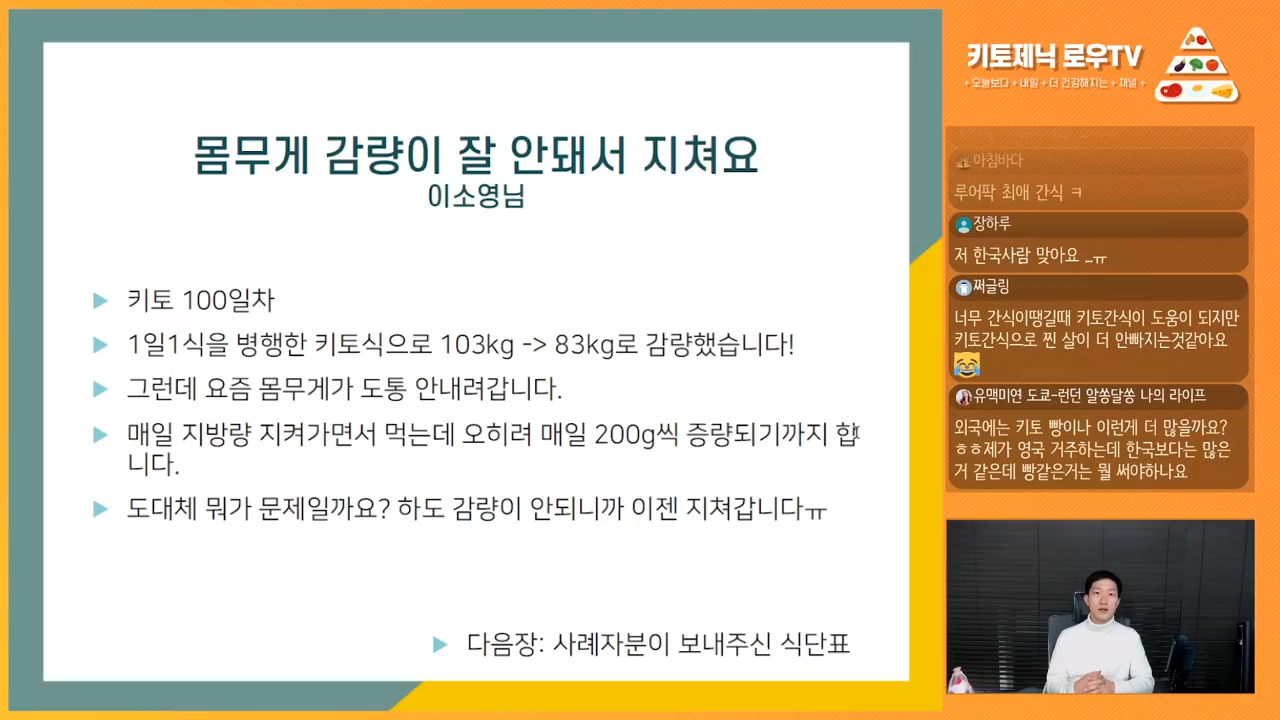 몸무게 감량이 잘 안돼서 지쳐요
이소영님
키토 100일차
1일1식을 병행한 키토식으로 103kg -> 83kg로 감량했습니다!
그런데 요즘 몸무게가 도통 안내려갑니다.
매일 지방량 지켜가면서 먹는데 오히려 매일 200g씩 증량되기까지 합
니다.
도대체 뭐가 문제일까요? 하도 감량이 안되니까 이젠 지쳐갑니다ㅠ
다음장: 사례자분이 보내주신 식단표
키토제닉 로우TV
+ 오늘보다 + 내일 + 더 건강해지는 + 채널 +
아침바다
루어팍 최애 간식 ㅋ
장하루
저 한국사람 맞아요 ...ㅠ
쩌글링
너무 간식이땡길때 키토간식이 도움이 되지만
키토간식으로 찐 살이 더 안빠지는것같아요
유맥미연 도쿄-런던 알쏭달쏭 나의 라이프
외국에는 키토 빵이나 이런게 더 많을까요?
ㅎㅎ제가 영국 거주하는데 한국보다는 많은
거 같은데 빵같은거는 뭘 써야하나요